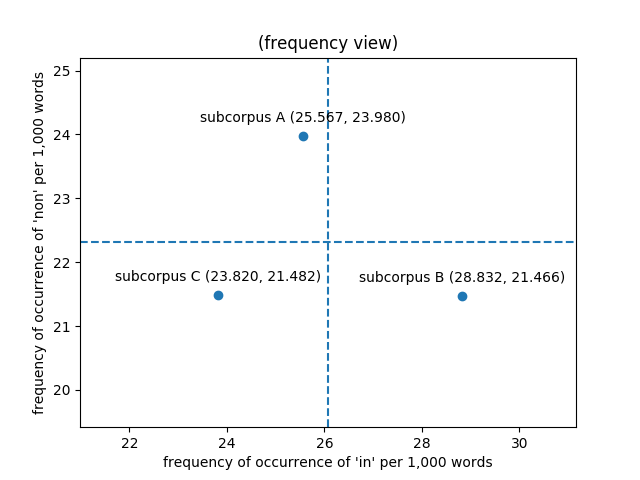 (frequency view)
frequency of occurrence of 'non' per 1,000 words
25
24
23
22
21
20
subcorpus A (25.567, 23.980)
subcorpus C (23.820, 21.482)
subcorpus B (28.832, 21.466)
22
24
26
28
30
frequency of occurrence of 'in' per 1,000 words